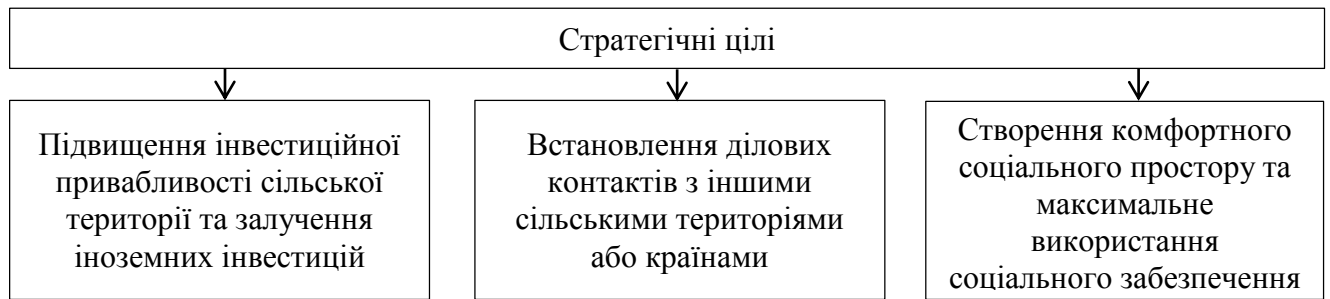 Стратегічні цілі
Підвищення інвестиційної
привабливості сільської
території та залучення
іноземних інвестицій
Встановлення ділових
контактів з іншими
сільськими територіями
або країнами
Створення комфортного
соціального простору та
максимальне
використання
соціального забезпечення